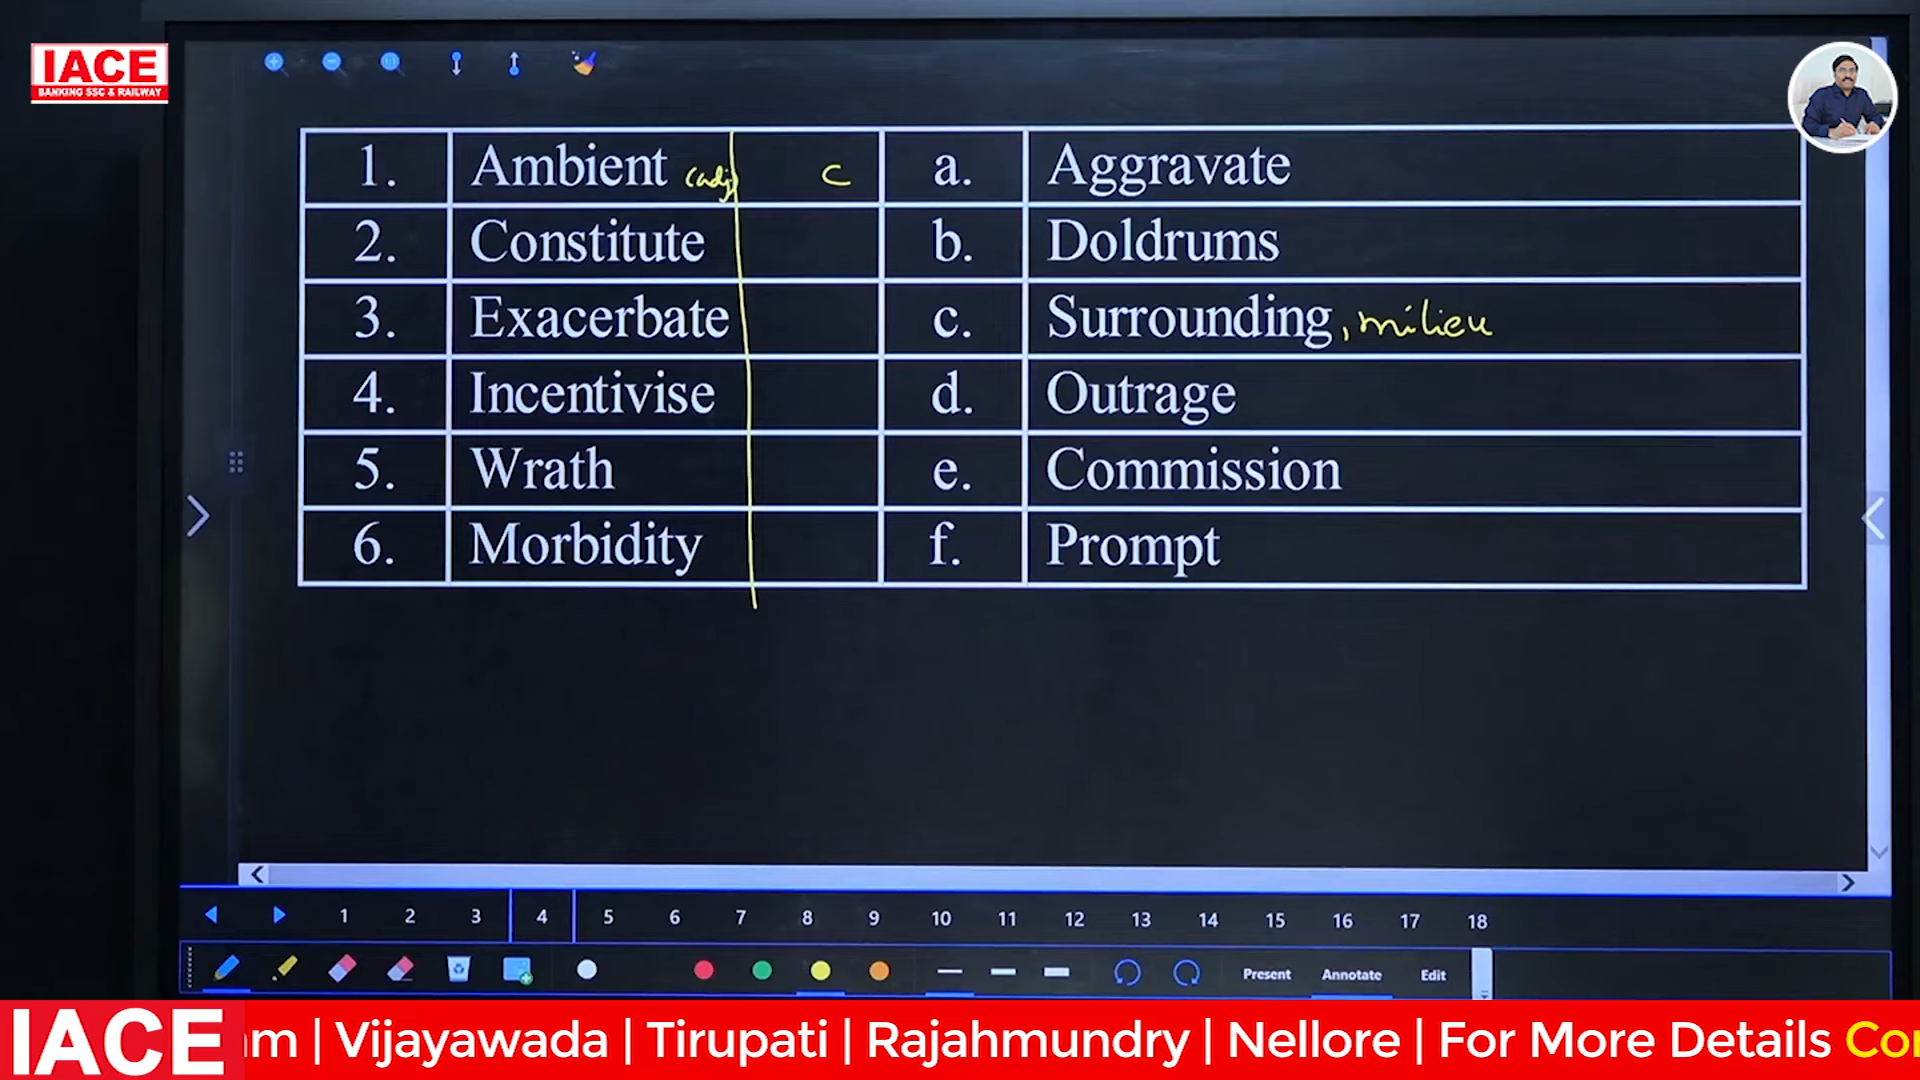 IACE
BANKING SSC & RAILWAY
1. Ambient (adj) c a. Aggravate
2. Constitute b. Doldrums
3. Exacerbate c. Surrounding, milieu
4. Incentivise d. Outrage
5. Wrath e. Commission
6. Morbidity f. Prompt
1 2 3 4 5 6 7 8 9 10 11 12 13 14 15 16 17 18
Present Annotate Edit
IACE am | Vijayawada | Tirupati | Rajahmundry | Nellore | For More Details Con